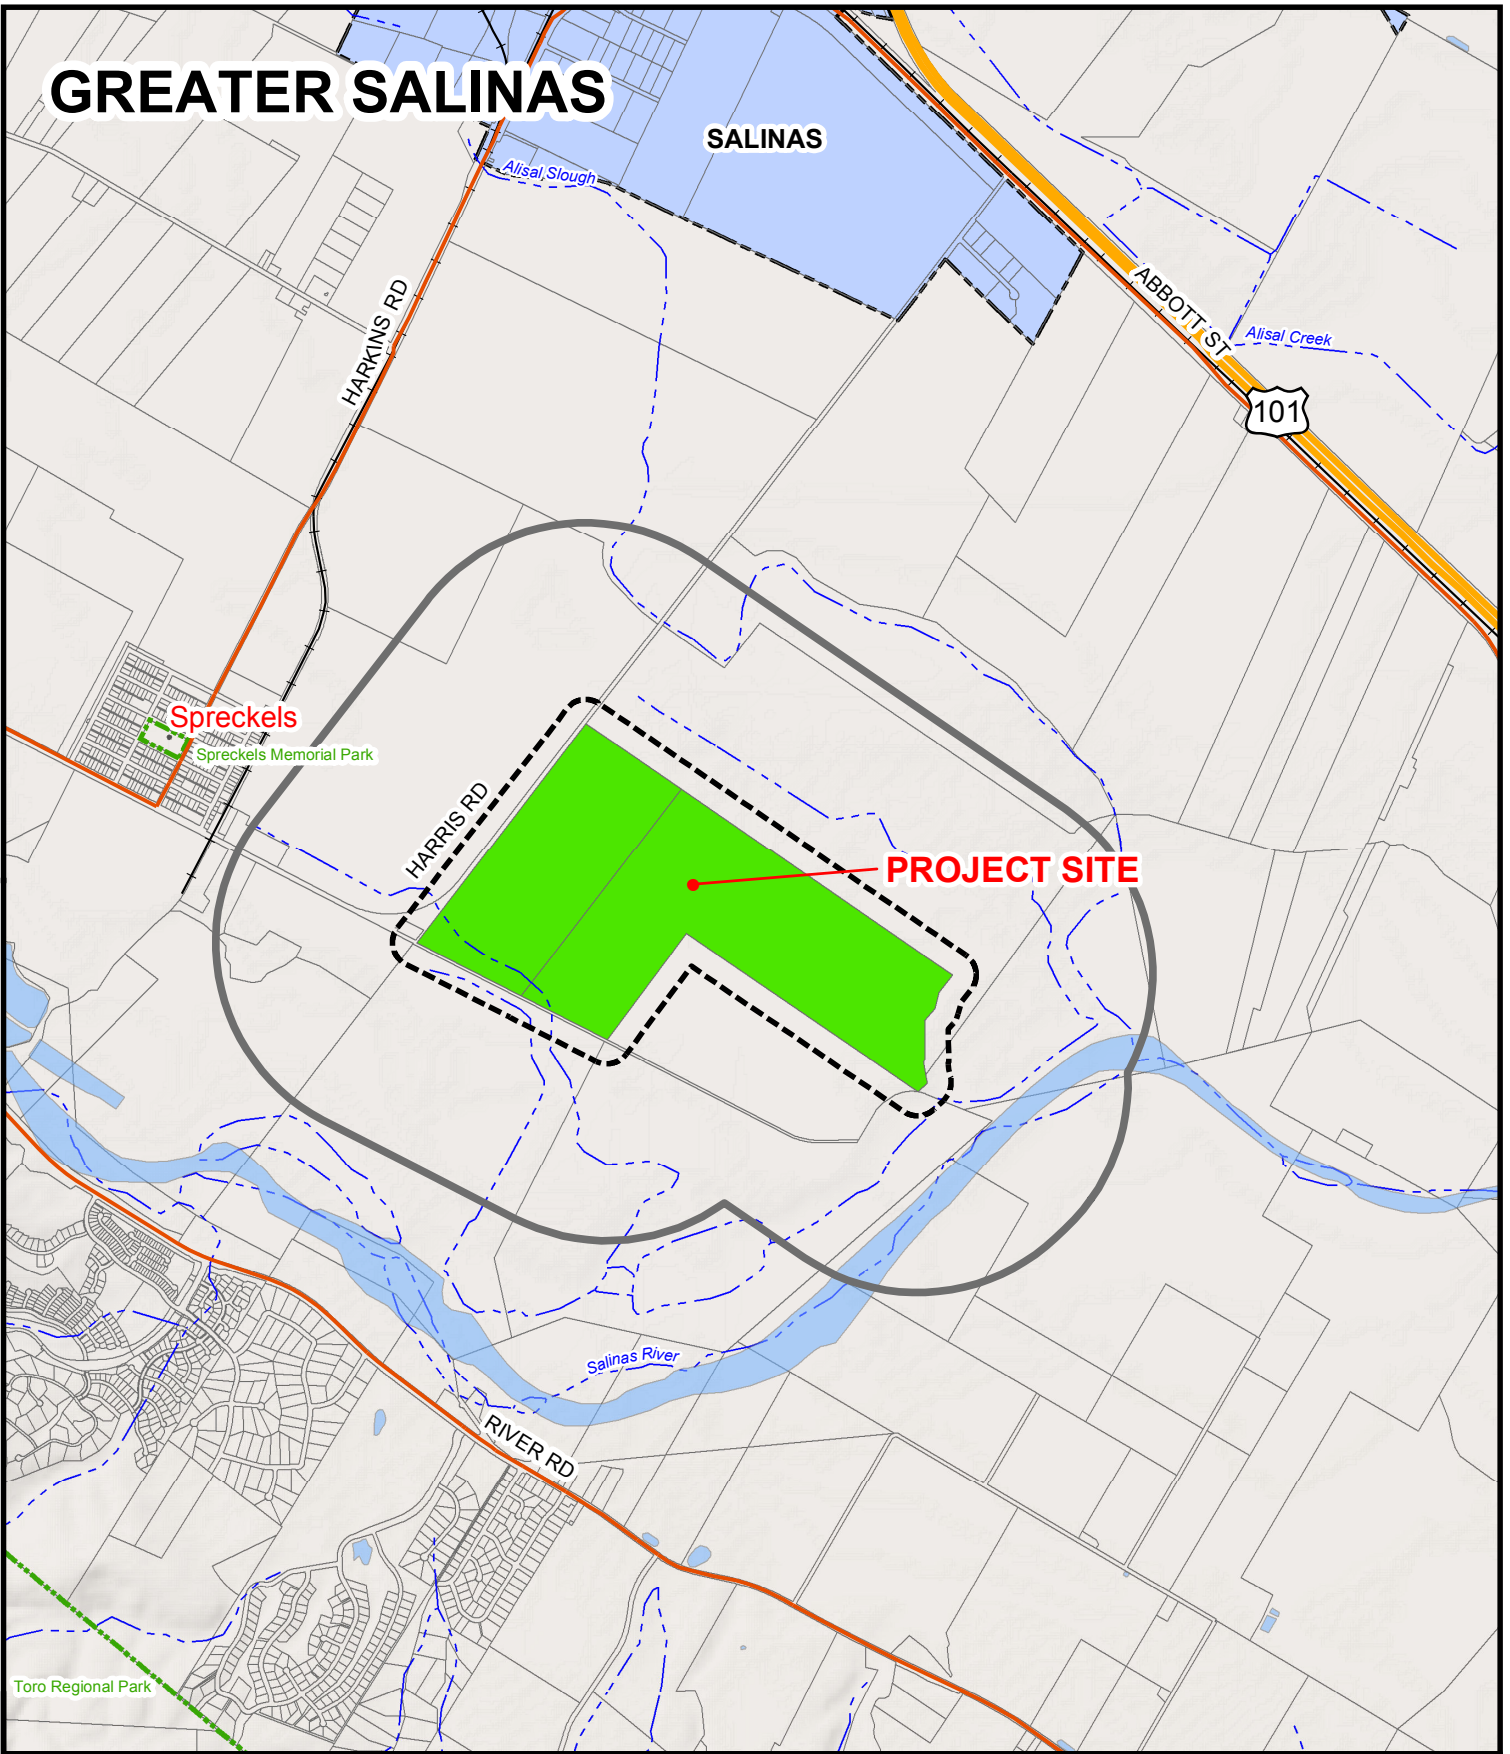 GREATER SALINAS
SALINAS
Alisal Slough
HARKINS RD
ABBOTT ST
Alisal Creek
101
Spreckels
Spreckels Memorial Park
HARRIS RD
PROJECT SITE
Salinas River
RIVER RD
Toro Regional Park